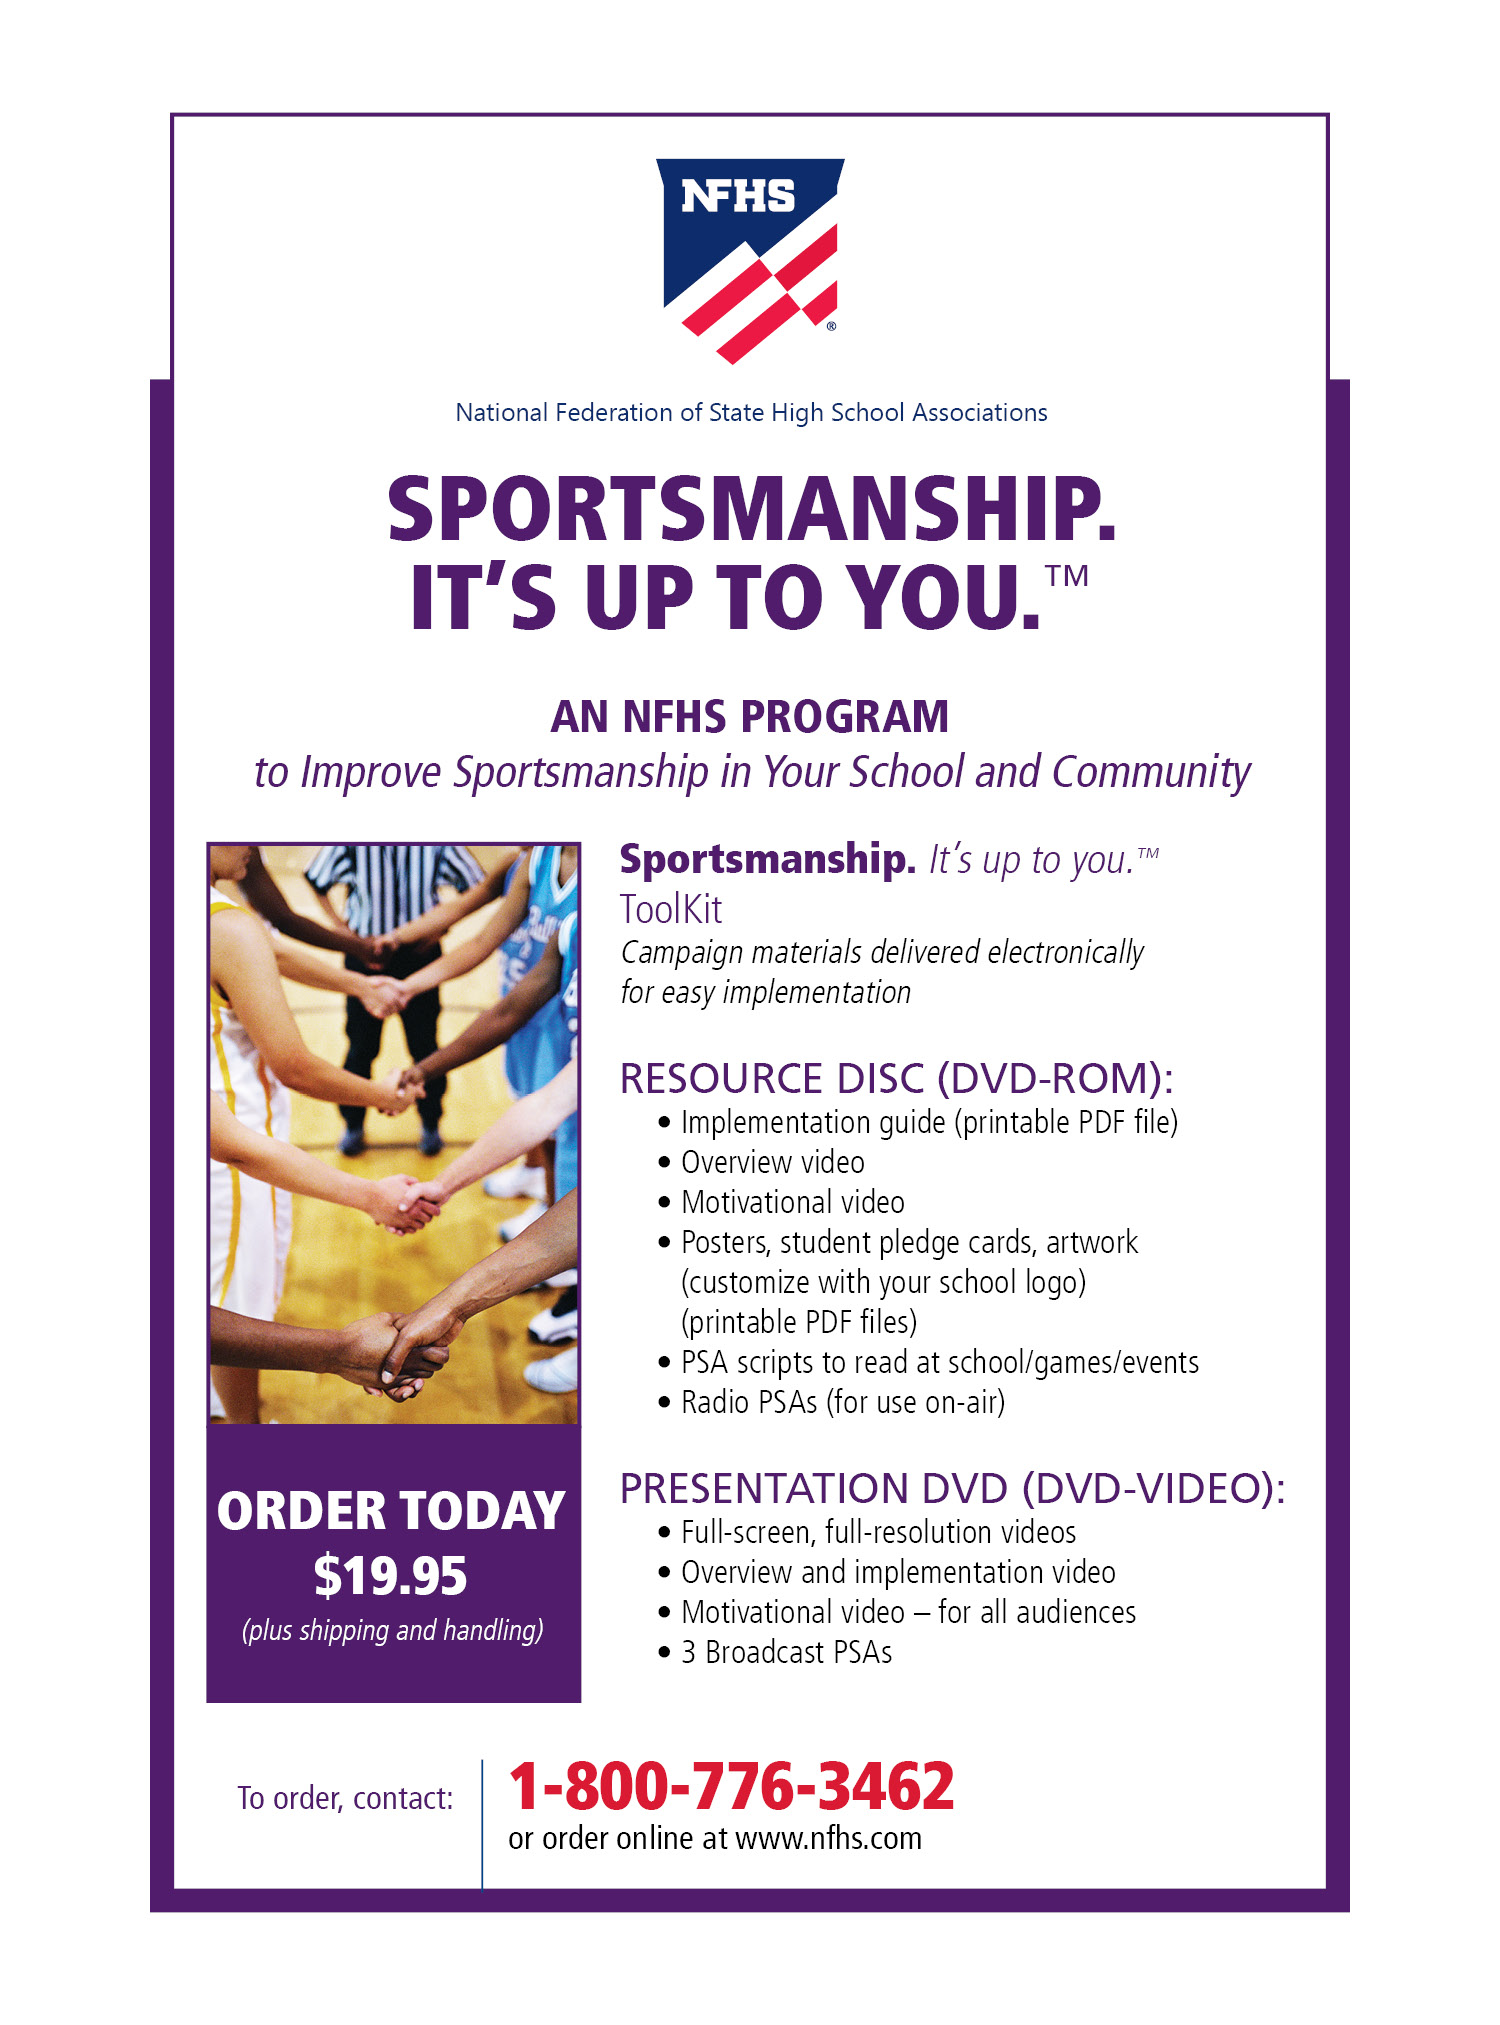 NFHS
®
National Federation of State High School Associations
SPORTSMANSHIP.
IT’S UP TO YOU.™
AN NFHS PROGRAM
to Improve Sportsmanship in Your School and Community
Sportsmanship. It’s up to you.™
ToolKit
Campaign materials delivered electronically
for easy implementation
RESOURCE DISC (DVD-ROM):
• Implementation guide (printable PDF file)
• Overview video
• Motivational video
• Posters, student pledge cards, artwork
(customize with your school logo)
(printable PDF files)
• PSA scripts to read at school/games/events
• Radio PSAs (for use on-air)
PRESENTATION DVD (DVD-VIDEO):
• Full-screen, full-resolution videos
• Overview and implementation video
• Motivational video – for all audiences
• 3 Broadcast PSAs
ORDER TODAY
$19.95
(plus shipping and handling)
To order, contact:
1-800-776-3462
or order online at www.nfhs.com